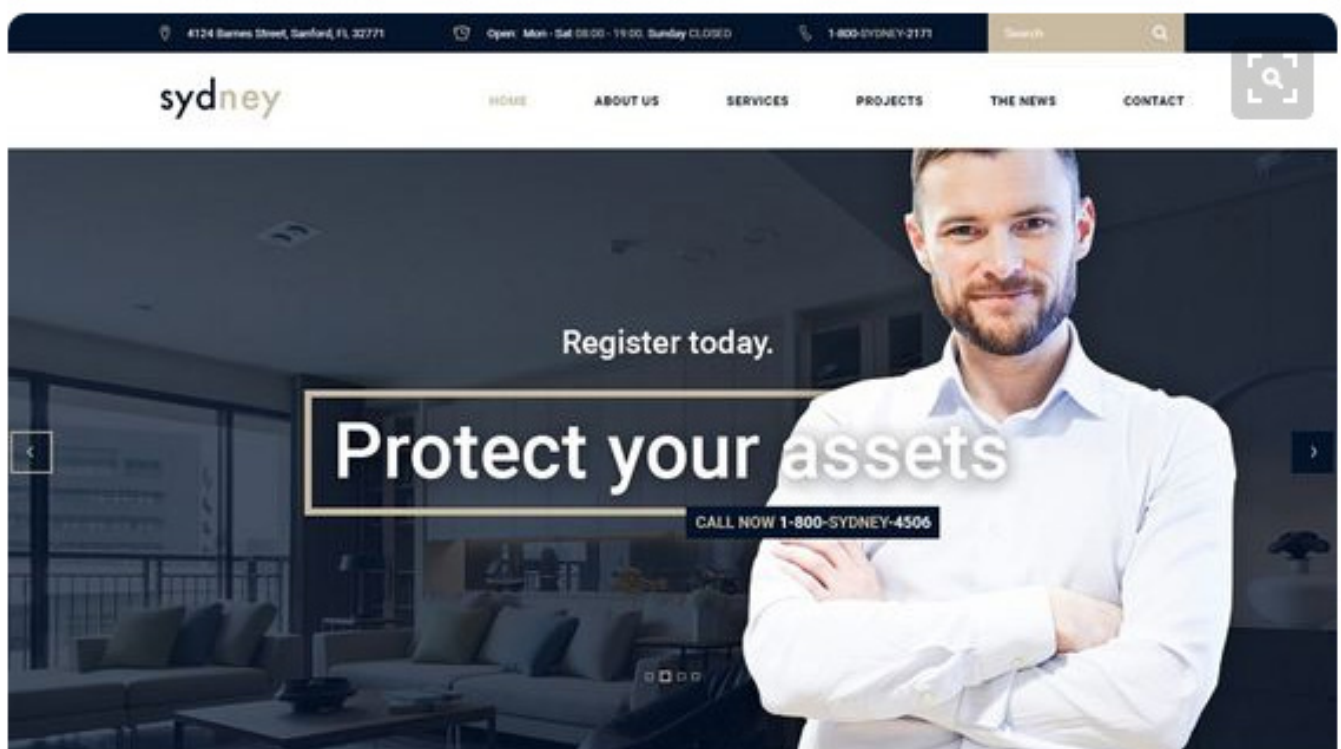 4124 Barnes Street, Sanford, FL 32771
Open: Mon - Sat 08:00 - 19:00. Sunday CLOSED
1-800-SYDNEY-2171
Search
sydney
HOME
ABOUT US
SERVICES
PROJECTS
THE NEWS
CONTACT
Register today.
Protect your assets
CALL NOW 1-800-SYDNEY-4506